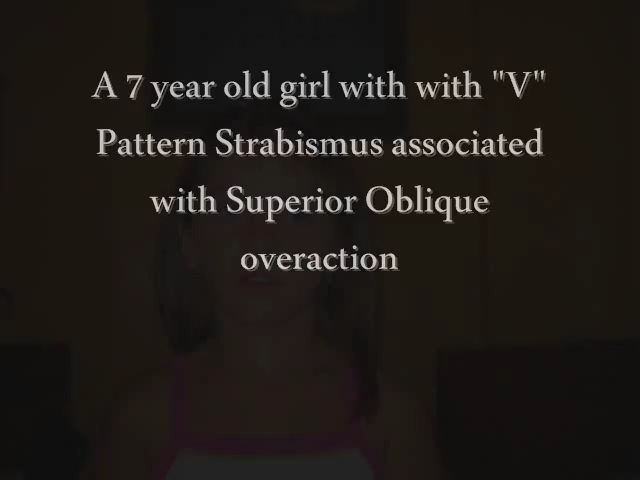 A 7 year old girl with with "V"
Pattern Strabismus associated
with Superior Oblique
overaction